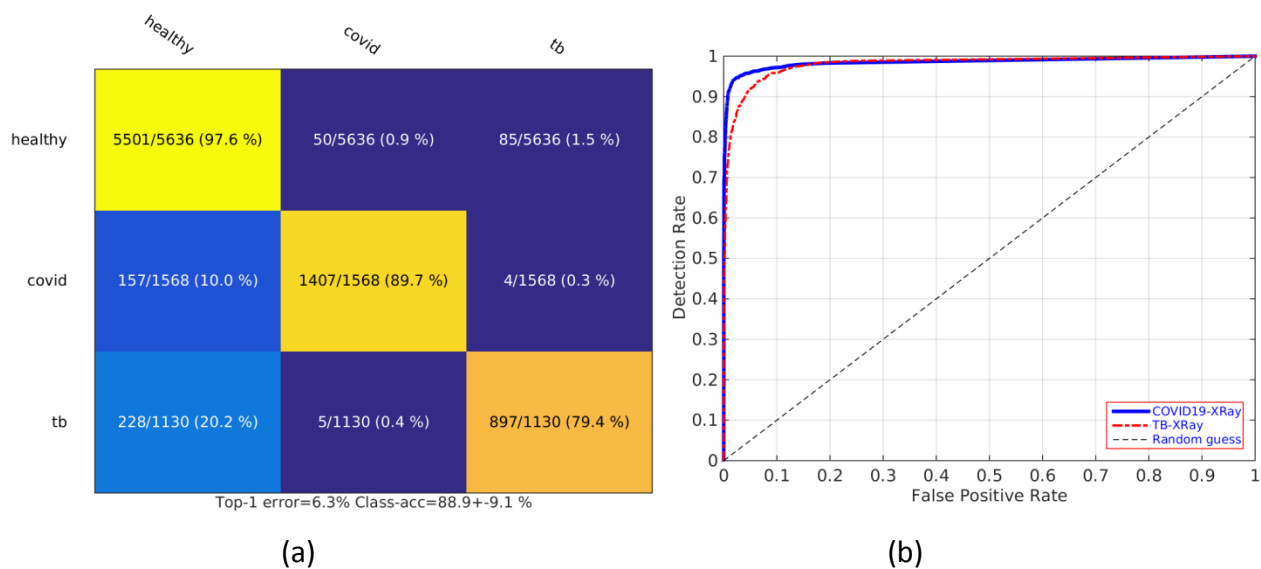 healthy covid tb
healthy 5501/5636 (97.6 %) 50/5636 (0.9 %) 85/5636 (1.5 %)
covid 157/1568 (10.0 %) 1407/1568 (89.7 %) 4/1568 (0.3 %)
tb 228/1130 (20.2 %) 5/1130 (0.4 %) 897/1130 (79.4 %)
Top-1 error=6.3% Class-acc=88.9+-9.1 %
(a)
1
0.9
0.8
0.7
0.6
0.5
0.4
0.3
0.2
0.1
0
Detection Rate
COVID19-XRay
TB-XRay
Random guess
0 0.1 0.2 0.3 0.4 0.5 0.6 0.7 0.8 0.9 1
False Positive Rate
(b)